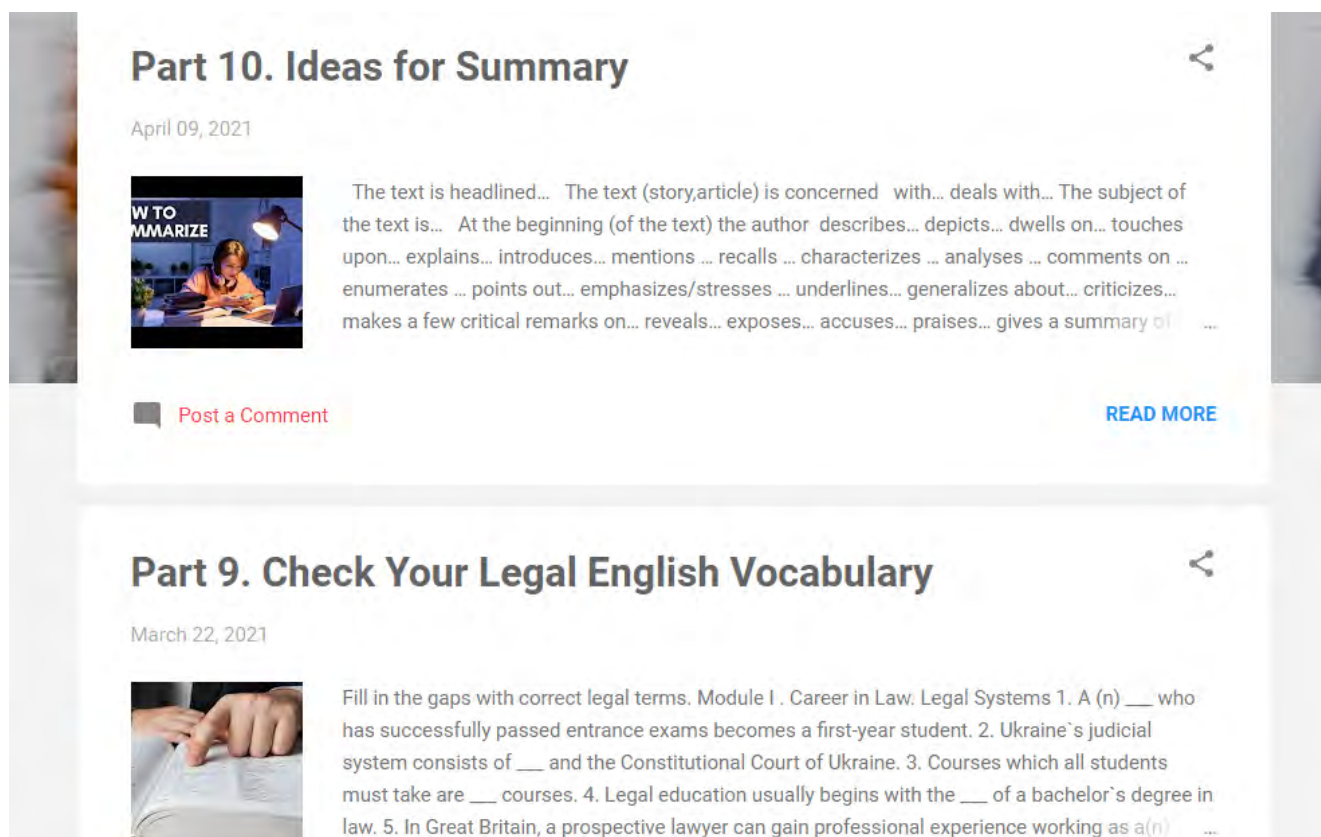 Part 10. Ideas for Summary
April 09, 2021
W TO
MMARIZE
The text is headlined... The text (story,article) is concerned with... deals with... The subject of
the text is... At the beginning (of the text) the author describes... depicts... dwells on... touches
upon... explains... introduces... mentions ... recalls ... characterizes ... analyses ... comments on ...
enumerates ... points out... emphasizes/stresses ... underlines... generalizes about... criticizes...
makes a few critical remarks on... reveals... exposes... accuses... praises... gives a summary of ...
Post a Comment
READ MORE
Part 9. Check Your Legal English Vocabulary
March 22, 2021
Fill in the gaps with correct legal terms. Module I . Career in Law. Legal Systems 1. A (n) ___ who
has successfully passed entrance exams becomes a first-year student. 2. Ukraine`s judicial
system consists of ___ and the Constitutional Court of Ukraine. 3. Courses which all students
must take are ___ courses. 4. Legal education usually begins with the ___ of a bachelor`s degree in
law. 5. In Great Britain, a prospective lawyer can gain professional experience working as a(n) ...